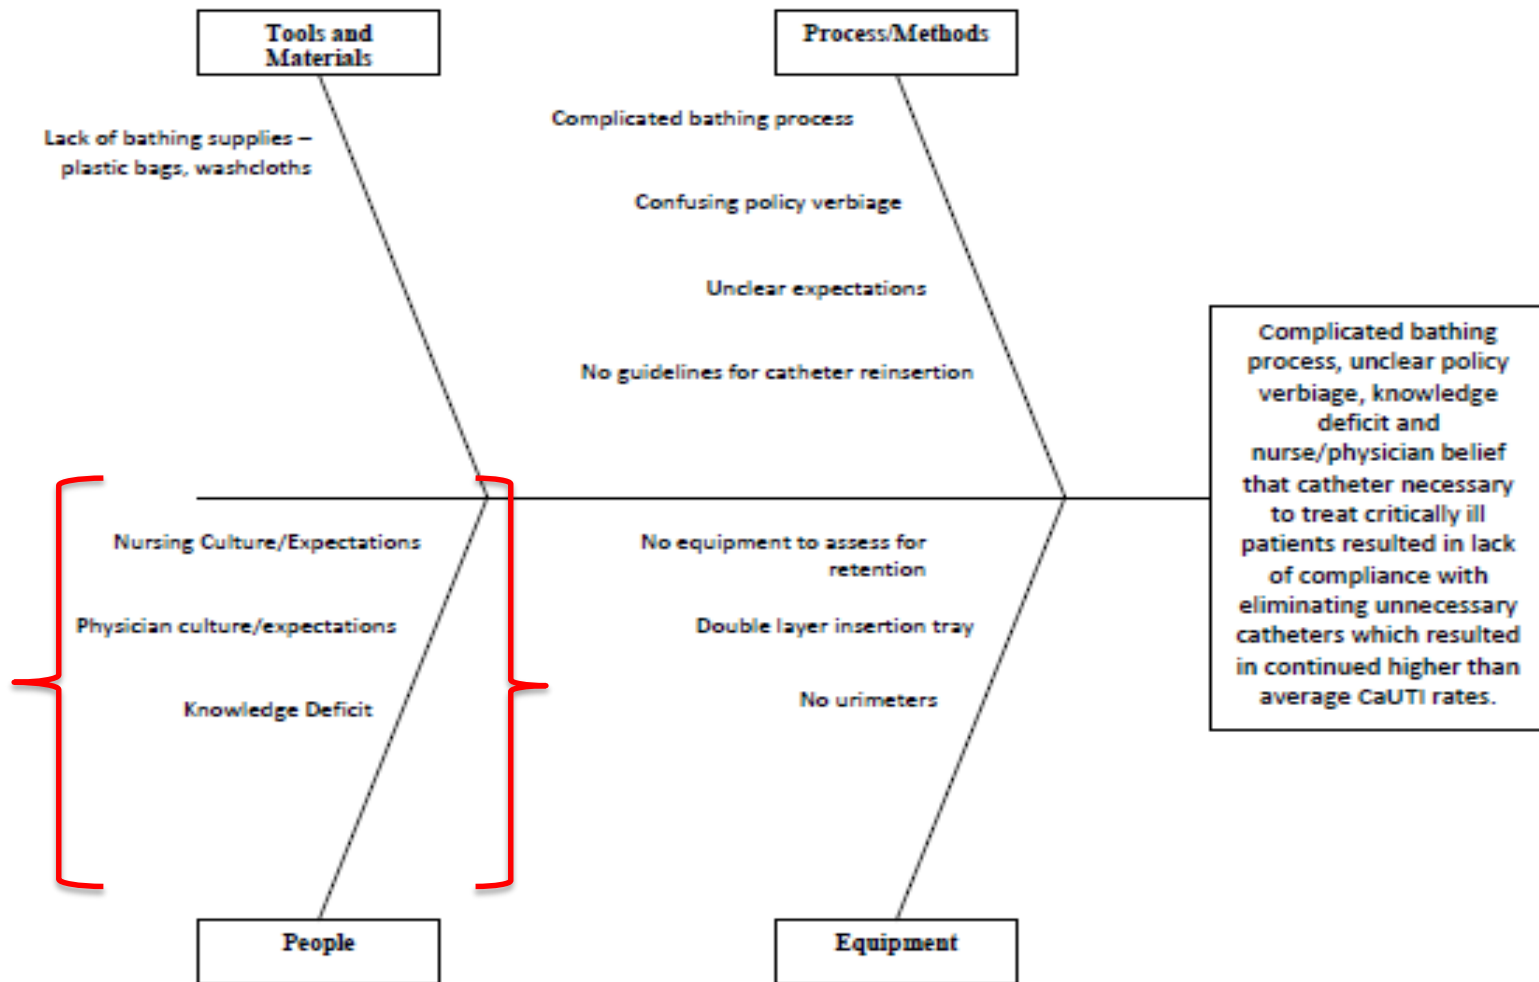 Tools and
Materials
Process/Methods
Lack of bathing supplies –
plastic bags, washcloths
Complicated bathing process
Confusing policy verbiage
Unclear expectations
No guidelines for catheter reinsertion
Complicated bathing
process, unclear policy
verbiage, knowledge
deficit and
nurse/physician belief
that catheter necessary
to treat critically ill
patients resulted in lack
of compliance with
eliminating unnecessary
catheters which resulted
in continued higher than
average CaUTI rates.
Nursing Culture/Expectations
Physician culture/expectations
Knowledge Deficit
No equipment to assess for
retention
Double layer insertion tray
No urimeters
People
Equipment